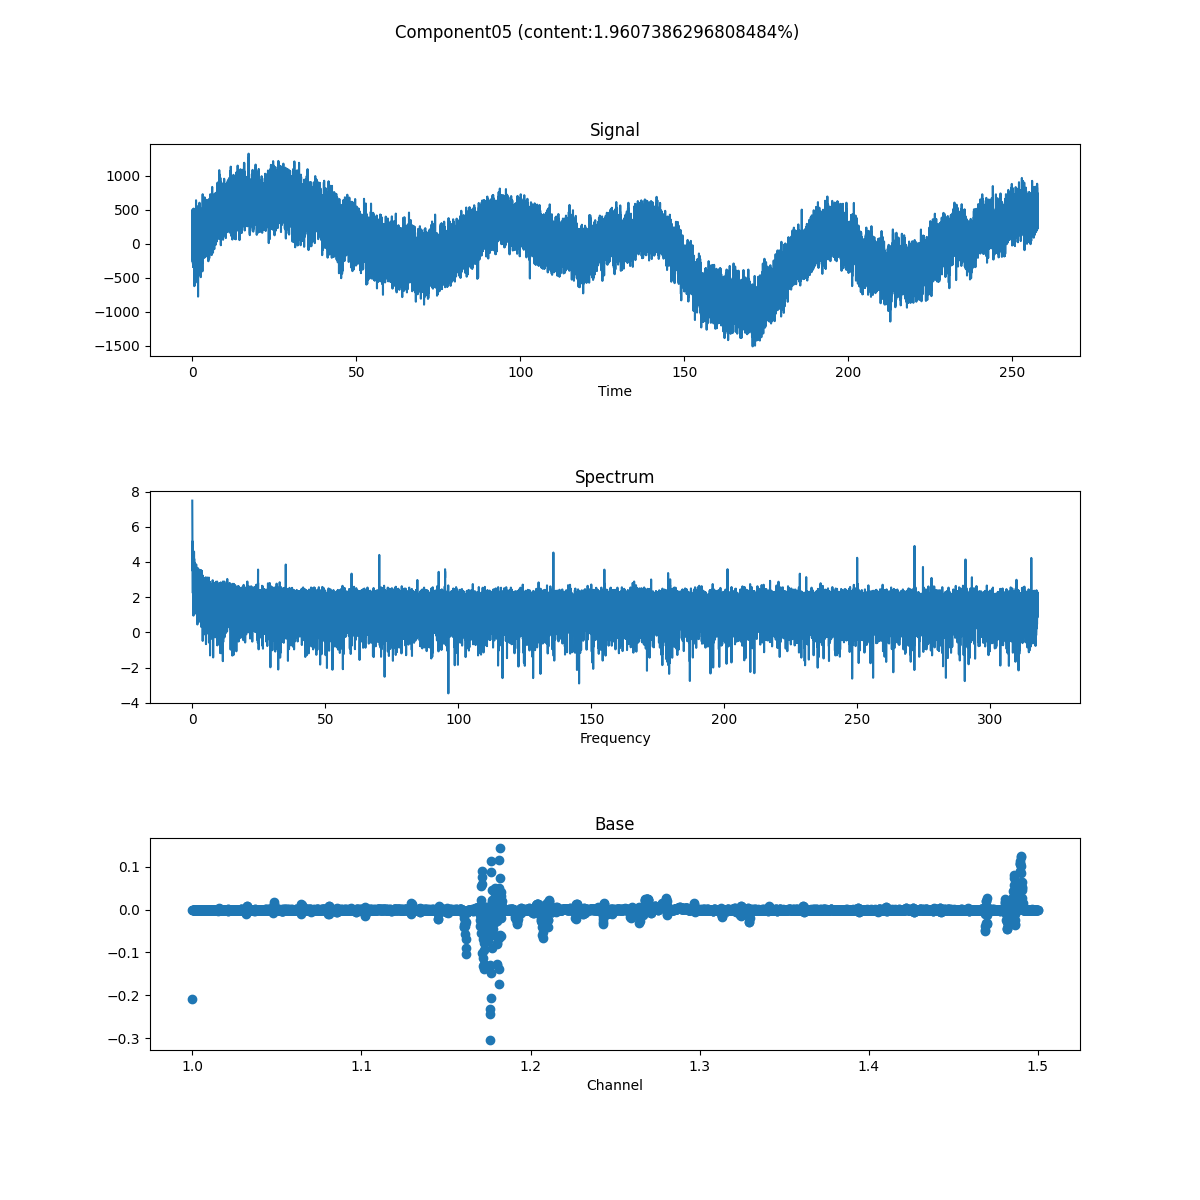 Component05 (content:1.9607386296808484%)
Signal
1000
500
0
−500
−1000
−1500
0 50 100 150 200 250
Time
Spectrum
8
6
4
2
0
−2
−4
0 50 100 150 200 250 300
Frequency
Base
0.1
0.0
−0.1
−0.2
−0.3
1.0 1.1 1.2 1.3 1.4 1.5
Channel